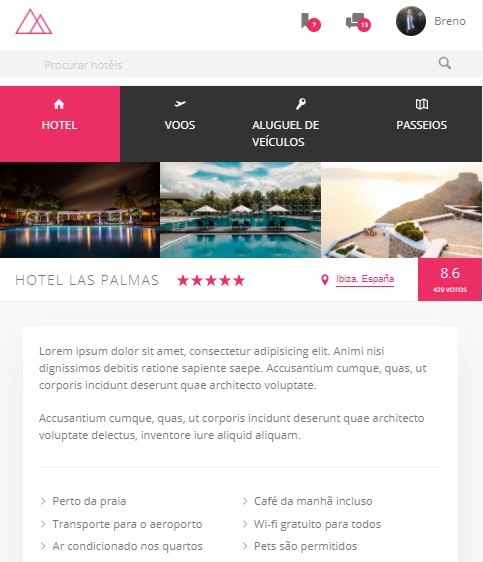 7
13
Breno
Procurar hotéis
HOTEL
VOOS
ALUGUEL DE
VEÍCULOS
PASSEIOS
HOTEL LAS PALMAS
Ibiza, España
8.6
429 VOTOS
Lorem ipsum dolor sit amet, consectetur adipisicing elit. Animi nisi
dignissimos debitis ratione sapiente saepe. Accusantium cumque, quas, ut
corporis incidunt deserunt quae architecto voluptate.
Accusantium cumque, quas, ut corporis incidunt deserunt quae architecto
voluptate delectus, inventore iure aliquid aliquam.
Perto da praia
Café da manhã incluso
Transporte para o aeroporto
Wi-fi gratuito para todos
Ar condicionado nos quartos
Pets são permitidos